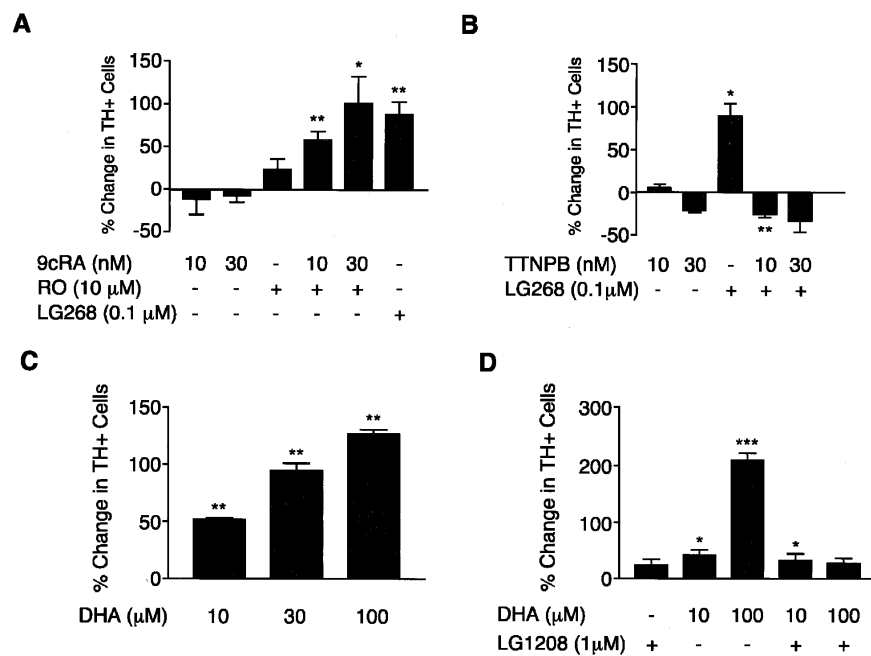 A
% Change in TH+ Cells
150
100
50
0
-50
*
**
**
9cRA (nM) 10 30 - 10 30 -
RO (10 μM) - - + + + -
LG268 (0.1 μM) - - - - - +
B
% Change in TH+ Cells
150
100
50
0
-50
*
**
TTNPB (nM) 10 30 - 10 30
LG268 (0.1μM) - - + + +
C
% Change in TH+ Cells
150
100
50
0
**
**
**
DHA (μM) 10 30 100
D
% Change in TH+ Cells
300
200
100
0
***
*
*
DHA (μM) - 10 100 10 100
LG1208 (1μM) + - - + +